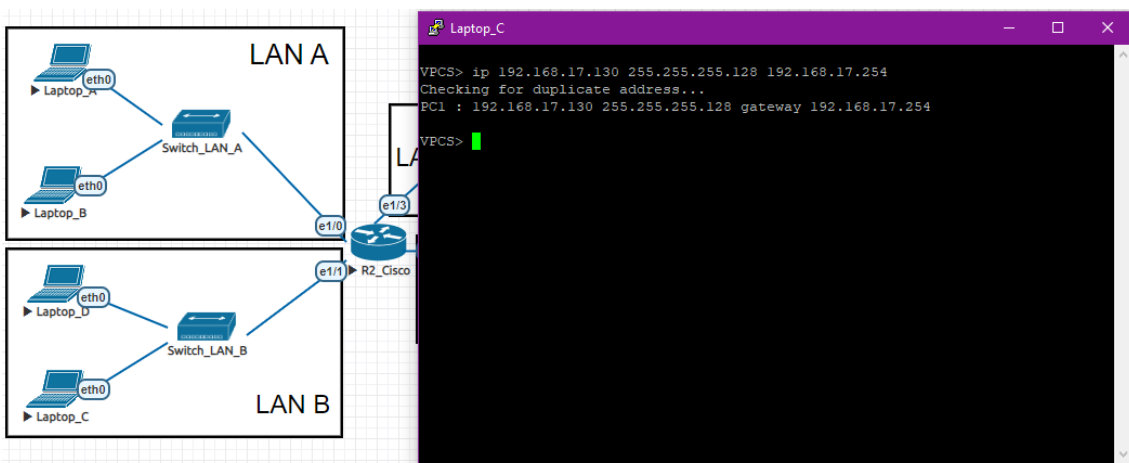 LAN A
eth0
Laptop_A
Switch_LAN_A
eth0
Laptop_B
e1/0
e1/3
e1/1
R2_Cisco
eth0
Laptop_D
Switch_LAN_B
eth0
Laptop_C
LAN B
Laptop_C
VPCS> ip 192.168.17.130 255.255.255.128 192.168.17.254
Checking for duplicate address...
PC1 : 192.168.17.130 255.255.255.128 gateway 192.168.17.254
VPCS>